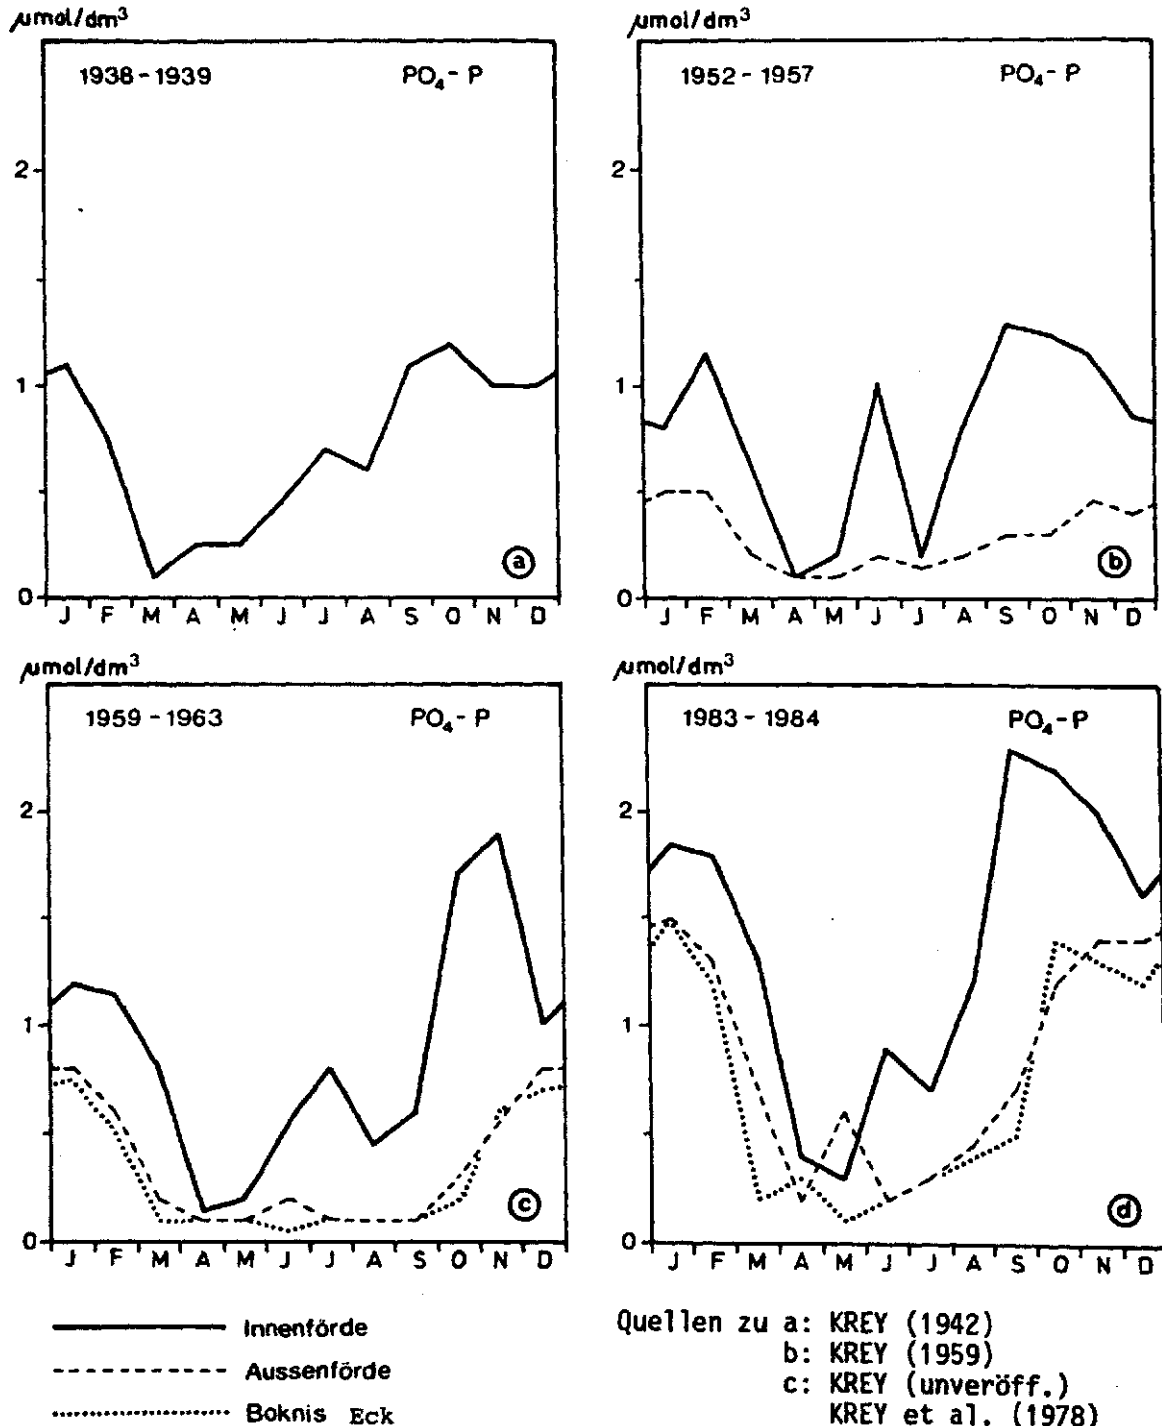 µmol/dm³
1938-1939 PO₄-P
2
1
0
J F M A M J J A S O N D
a
µmol/dm³
1952-1957 PO₄-P
2
1
0
J F M A M J J A S O N D
b
µmol/dm³
1959-1963 PO₄-P
2
1
0
J F M A M J J A S O N D
c
µmol/dm³
1983-1984 PO₄-P
2
1
0
J F M A M J J A S O N D
d
Innenförde
Aussenförde
Boknis Eck
Quellen zu a: KREY (1942)
b: KREY (1959)
c: KREY (unveröff.)
KREY et al. (1978)